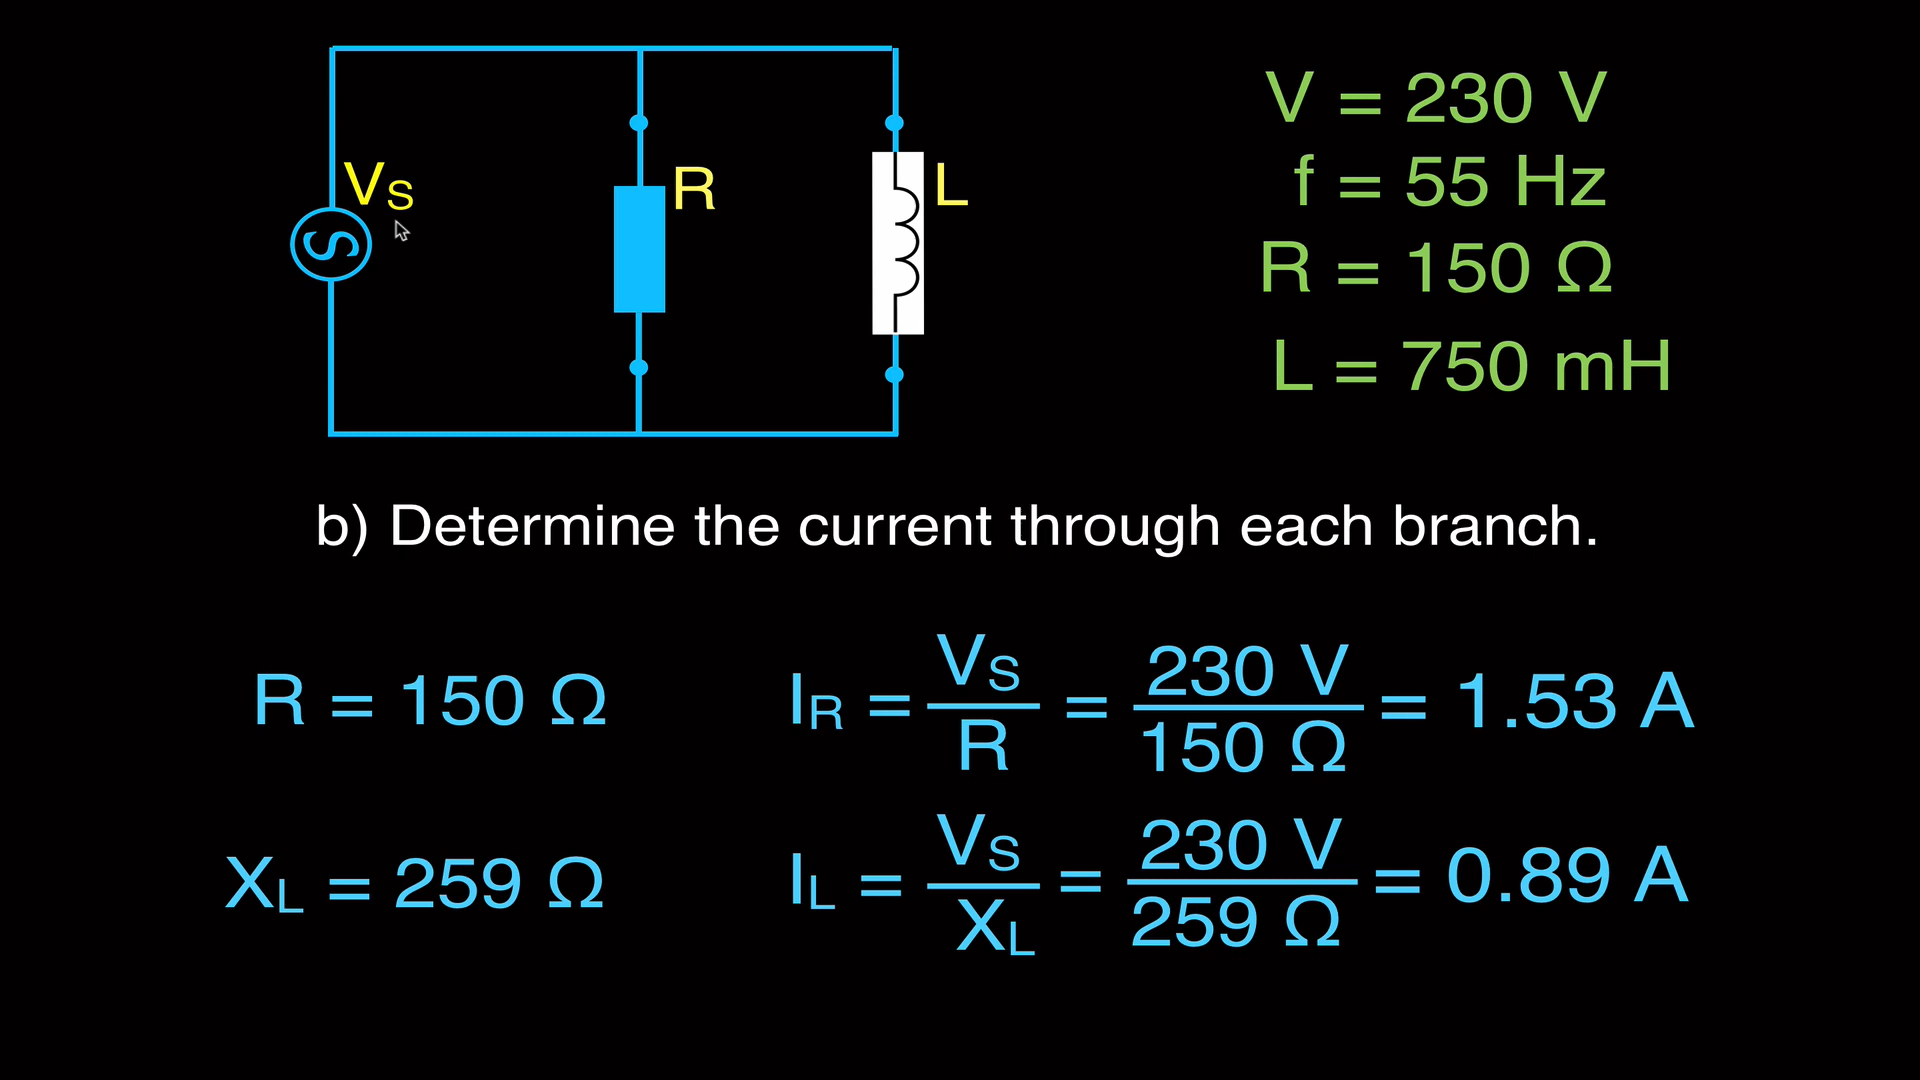 V = 230 V
f = 55 Hz
R = 150 Ω
L = 750 mH
VS
R
L
S
b) Determine the current through each branch.
R = 150 Ω
IR = VS/R = 230 V/150 Ω = 1.53 A
XL = 259 Ω
IL = VS/XL = 230 V/259 Ω = 0.89 A